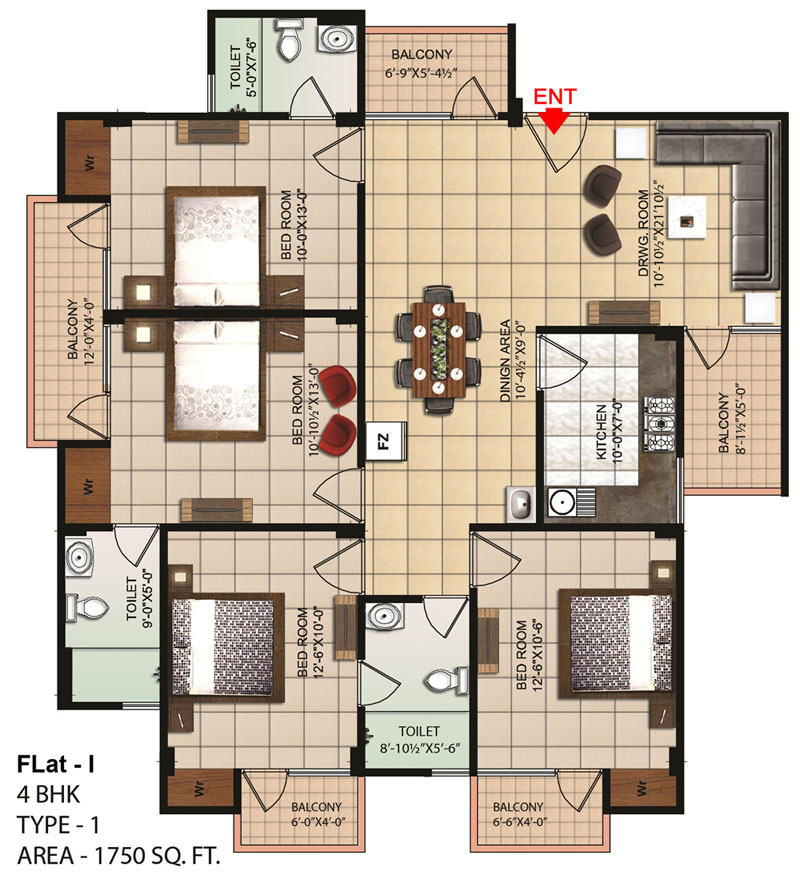 TOILET
5'-0"X7'-6"
BALCONY
6'-9"X5'-4½"
ENT
Wr
BED ROOM
10'-0"X13'-0"
DRWG. ROOM
10'-10½"X21'10½"
BALCONY
12'-0"X4'-0"
BED ROOM
10'-10½"X13'-0"
DINIGN AREA
10'-4½"X9'-0"
KITCHEN
10'-0"X7'-0"
BALCONY
8'-1½"X5'-0"
FZ
Wr
TOILET
9'-0"X5'-0"
BED ROOM
12'-6"X10'-0"
BED ROOM
12'-6"X10'-6"
TOILET
8'-10½"X5'-6"
Wr
BALCONY
6'-0"X4'-0"
BALCONY
6'-6"X4'-0"
Wr
FLat - I
4 BHK
TYPE - 1
AREA - 1750 SQ. FT.